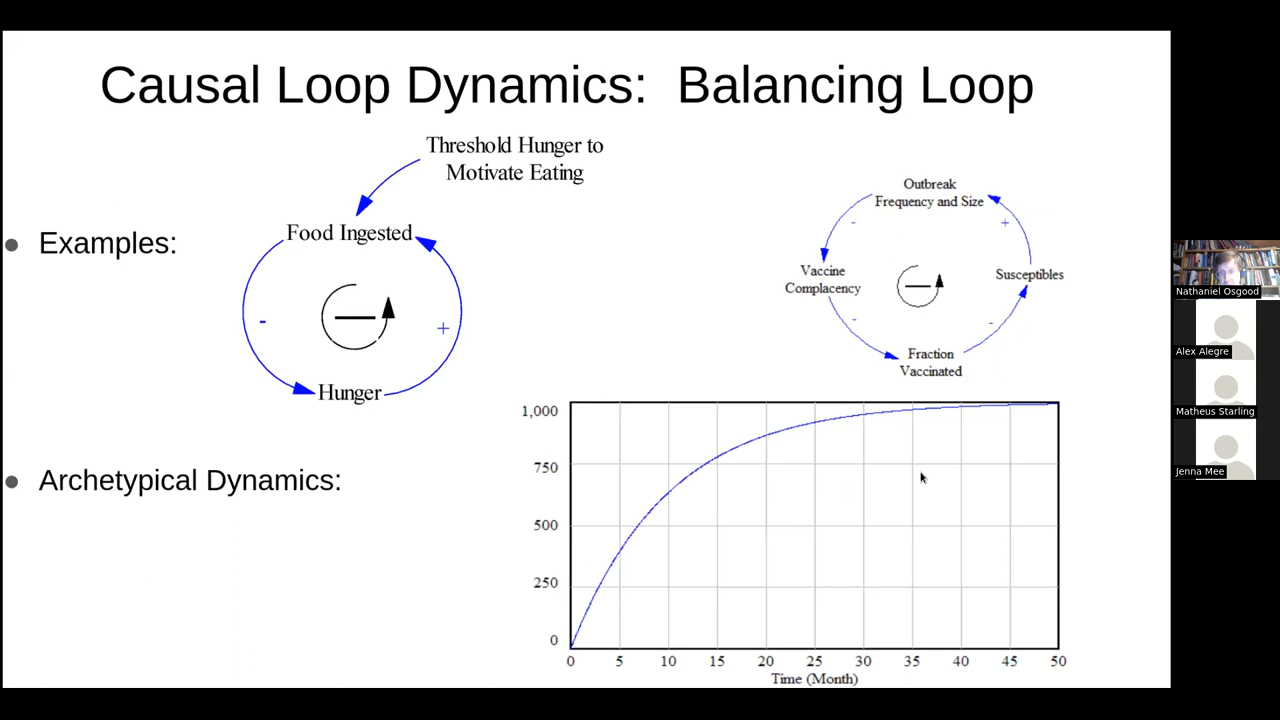 Causal Loop Dynamics:  Balancing Loop
Threshold Hunger to
Motivate Eating
Food Ingested
-
+
Hunger
Examples:
Outbreak
Frequency and Size
-
+
Vaccine
Complacency
Susceptibles
-
-
Fraction
Vaccinated
Archetypical Dynamics:
1,000
750
500
250
0
0 5 10 15 20 25 30 35 40 45 50
Time (Month)
Nathaniel Osgood
Alex Alegre
Matheus Starling
Jenna Mee